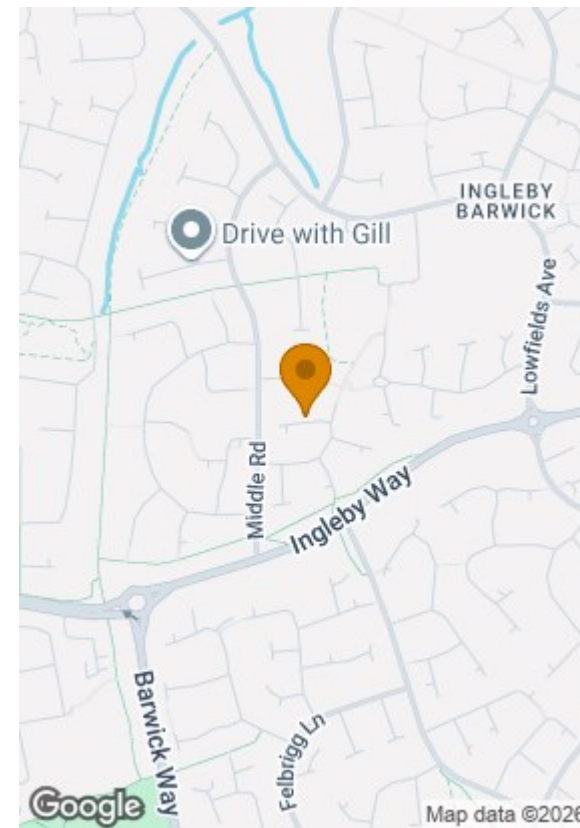 INGLEBY
BARWICK
Drive with Gill
Lowfields Ave
Middle Rd
Ingleby Way
Barwick Way
Felbrigg Ln
Google
Map data ©2026